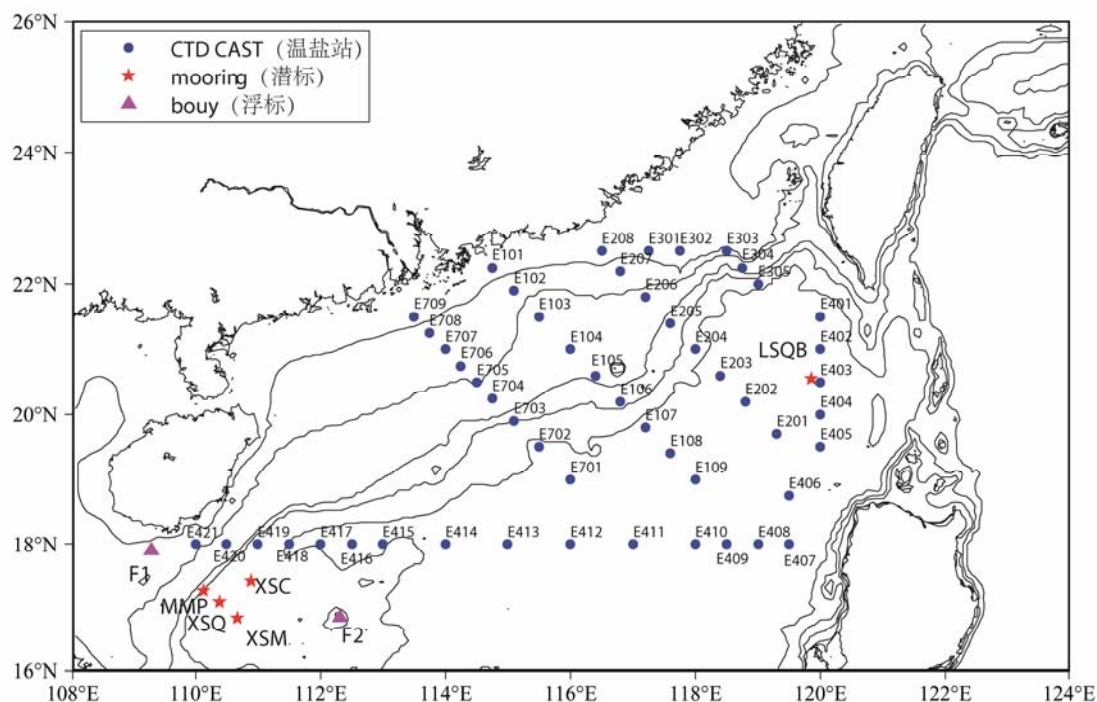 26°N
CTD CAST（温盐站）
mooring（潜标）
bouy（浮标）
24°N
E208 E301 E302 E303
E101 E207 E304
22°N
E102 E206 E305
E709 E103 E205 E401
E708
E707 E104 E204 E402
E706 LSQB
E705 E105 E203 E403
E704 E106 E202
20°N
E703 E107 E201 E404
E702 E108 E405
E701 E109 E406
18°N
E421 E419 E417 E415 E414 E413 E412 E411 E410 E408
E420 E418 E416 E409 E407
F1
XSC
MMP
XSQ
XSM
F2
16°N
108°E 110°E 112°E 114°E 116°E 118°E 120°E 122°E 124°E